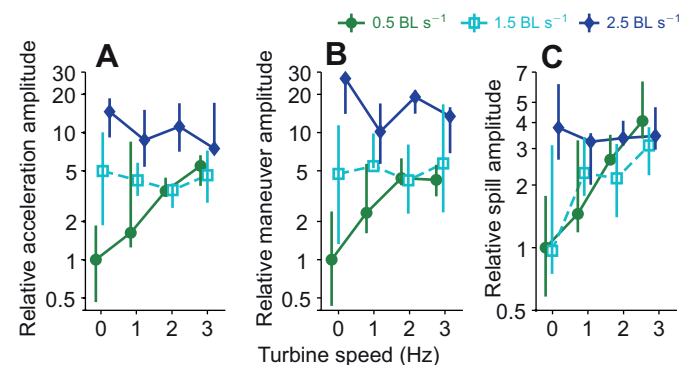 0.5 BL s⁻¹ 1.5 BL s⁻¹ 2.5 BL s⁻¹
A
Relative acceleration amplitude
30
20
10
5
2
1
0.5
0 1 2 3
B
Relative maneuver amplitude
30
20
10
5
2
1
0.5
0 1 2 3
C
Relative spill amplitude
7
5
4
3
2
1
0.5
0 1 2 3
Turbine speed (Hz)